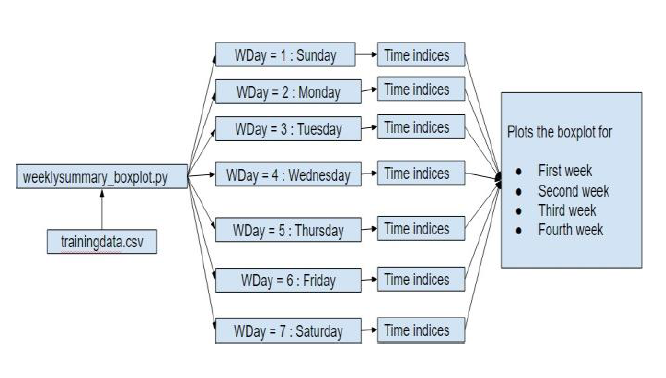 WDay = 1 : Sunday
Time indices
WDay = 2 : Monday
Time indices
WDay = 3 : Tuesday
Time indices
weeklysummary_boxplot.py
trainingdata.csv
WDay = 4 : Wednesday
Time indices
WDay = 5 : Thursday
Time indices
WDay = 6 : Friday
Time indices
WDay = 7 : Saturday
Time indices
Plots the boxplot for
● First week
● Second week
● Third week
● Fourth week